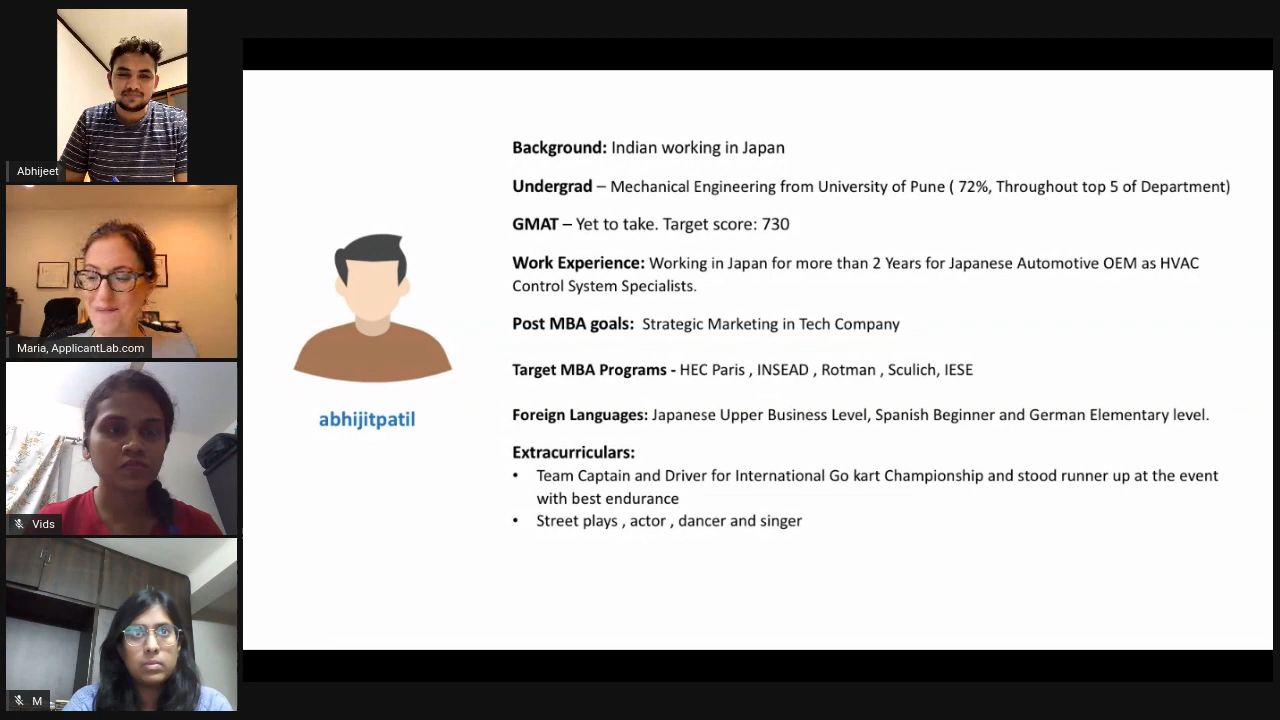 Abhijeet
Maria, ApplicantLab.com
Vids
M
abhijitpatil
Background: Indian working in Japan
Undergrad – Mechanical Engineering from University of Pune ( 72%, Throughout top 5 of Department)
GMAT – Yet to take. Target score: 730
Work Experience: Working in Japan for more than 2 Years for Japanese Automotive OEM as HVAC
Control System Specialists.
Post MBA goals: Strategic Marketing in Tech Company
Target MBA Programs - HEC Paris , INSEAD , Rotman , Sculich, IESE
Foreign Languages: Japanese Upper Business Level, Spanish Beginner and German Elementary level.
Extracurriculars:
• Team Captain and Driver for International Go kart Championship and stood runner up at the event
with best endurance
• Street plays , actor , dancer and singer